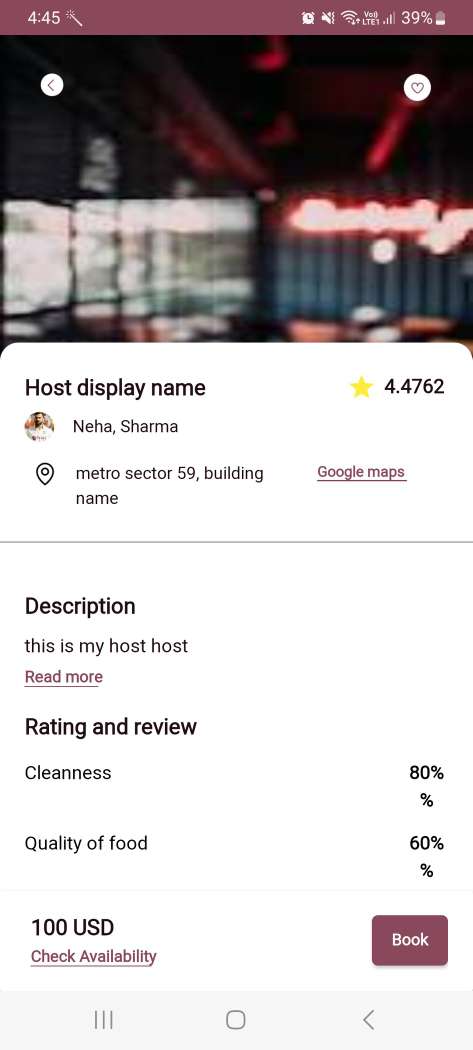 4:45 39%
Host display name 4.4762
Neha, Sharma
metro sector 59, building Google maps
name
Description
this is my host host
Read more
Rating and review
Cleanness 80%
%
Quality of food 60%
%
100 USD
Check Availability
Book